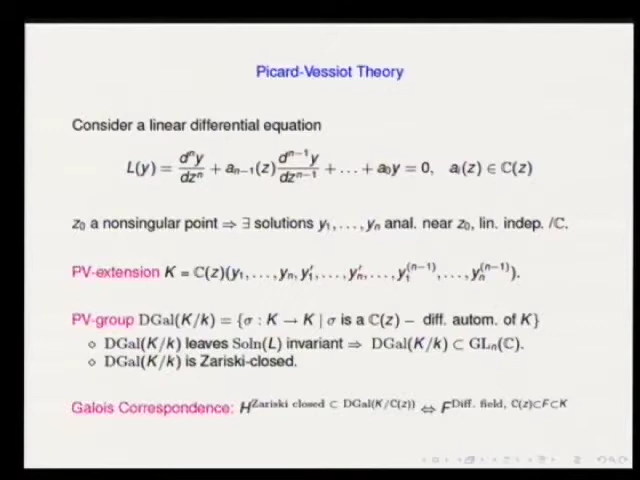 Picard-Vessiot Theory
Consider a linear differential equation
L(y) = dⁿy/dzⁿ + aₙ₋₁(z) dⁿ⁻¹y/dzⁿ⁻¹ + . . . + a₀y = 0, aᵢ(z) ∈ ℂ(z)
z₀ a nonsingular point ⇒ ∃ solutions y₁, . . . , yₙ anal. near z₀, lin. indep. /ℂ.
PV-extension K = ℂ(z)(y₁, . . . , yₙ, y₁′, . . . , yₙ′, . . . , y₁⁽ⁿ⁻¹⁾, . . . , yₙ⁽ⁿ⁻¹⁾).
PV-group DGal(K/k) = {σ : K → K | σ is a ℂ(z) − diff. autom. of K}
⋄ DGal(K/k) leaves Soln(L) invariant ⇒ DGal(K/k) ⊂ GLₙ(ℂ).
⋄ DGal(K/k) is Zariski-closed.
Galois Correspondence: H^{Zariski closed ⊂ DGal(K/ℂ(z))} ⇔ F^{Diff. field, ℂ(z)⊂F⊂K}